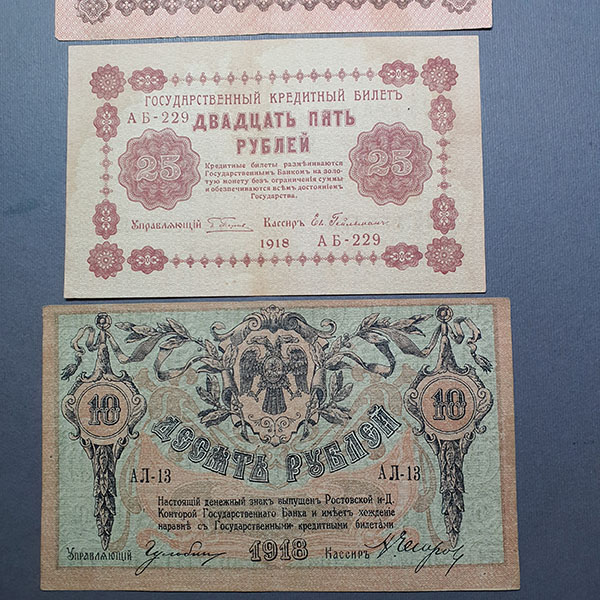 ГОСУДАРСТВЕННЫЙ КРЕДИТНЫЙ БИЛЕТЪ
АБ-229 ДВАДЦАТЬ ПЯТЬ
РУБЛЕЙ
25 25
Кредитные билеты размѣниваются
Государственнымъ Банкомъ на золо-
тую монету безъ ограниченія суммы
и обезпечиваются всѣмъ достояніемъ
Государства.
Управляющій Кассиръ
1918 АБ-229
10 10
ДЕСЯТЬ РУБЛЕЙ
АЛ-13 АЛ-13
Настоящій денежный знакъ выпущенъ Ростовской н-Д.
Конторой Государственнаго Банка и имѣетъ хожденіе
наравнѣ съ Государственными кредитными билетами
Управляющій 1918 Кассиръ